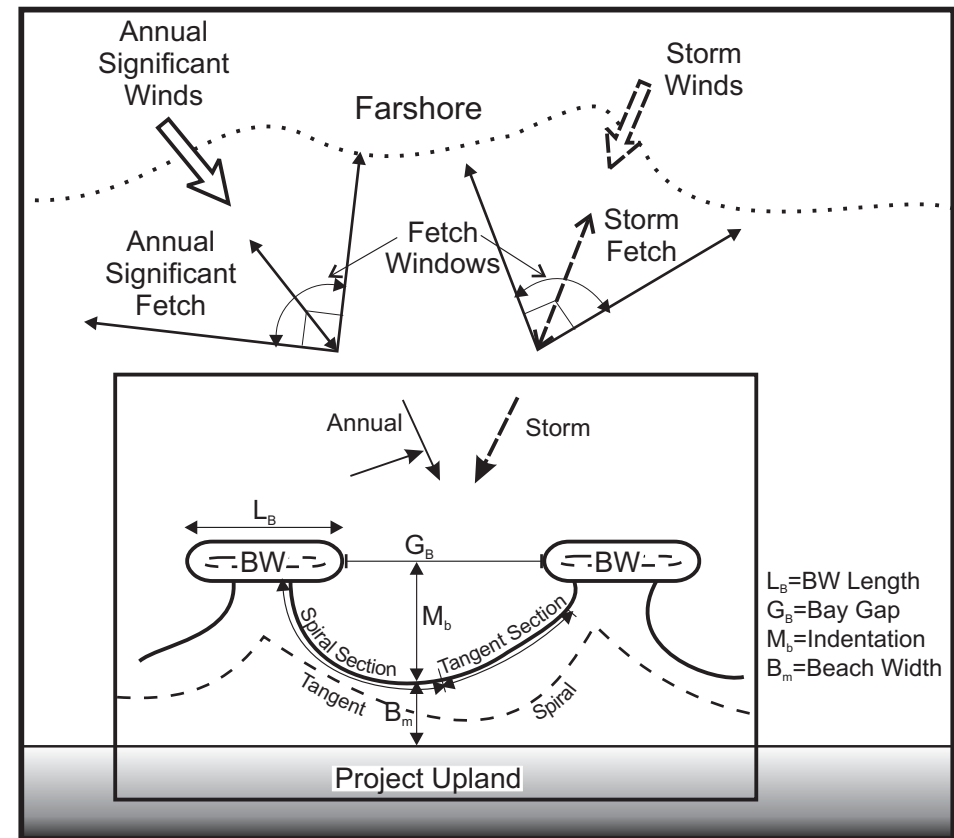 Annual
Significant
Winds
Storm
Winds
Farshore
Annual
Significant
Fetch
Fetch
Windows
Storm
Fetch
Annual
Storm
L_B
G_B
BW
BW
M_b
Spiral Section
Tangent Section
Tangent
Spiral
B_m
L_B=BW Length
G_B=Bay Gap
M_b=Indentation
B_m=Beach Width
Project Upland